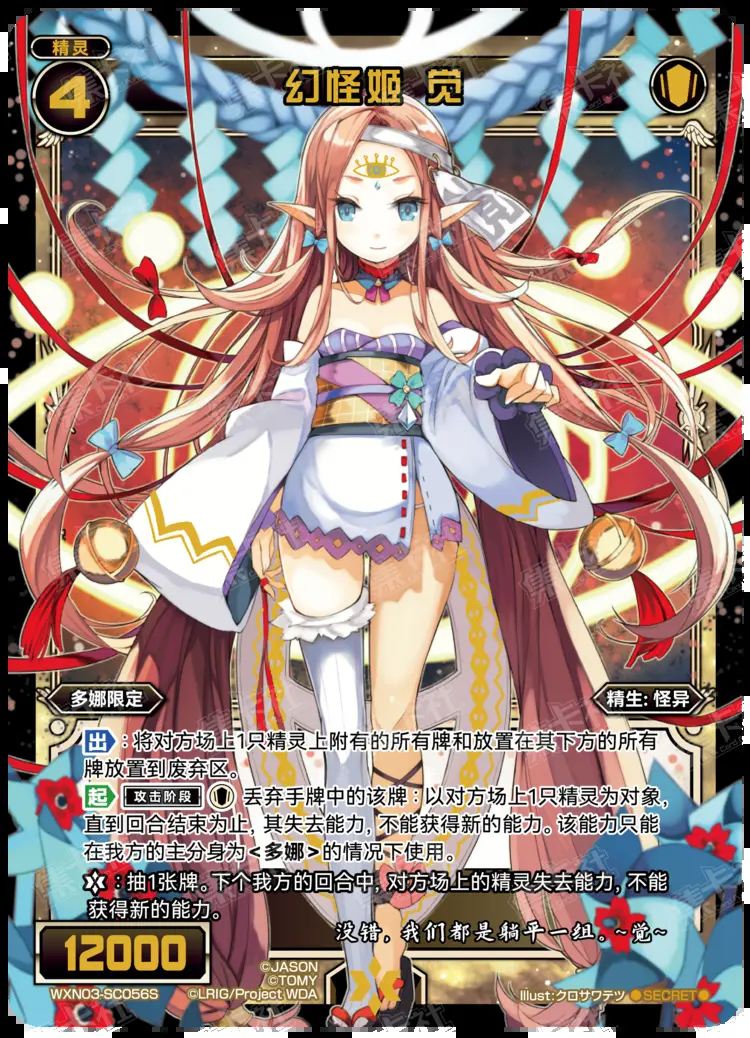 精灵
4
幻怪姬 觉
多娜限定
精生: 怪异
出：将对方场上1只精灵上附有的所有牌和放置在其下方的所有
牌放置到废弃区。
起 攻击阶段 丢弃手牌中的该牌：以对方场上1只精灵为对象，
直到回合结束为止，其失去能力，不能获得新的能力。该能力只能
在我方的主分身为<多娜>的情况下使用。
：抽1张牌。下个我方的回合中，对方场上的精灵失去能力，不能
获得新的能力。
没错，我们都是躺平一组。~觉~
12000
©JASON
©TOMY
WXN03-SC056S ©LRIG/Project WDA
Illust:クロサワテツ ●SECRET●
集卡社